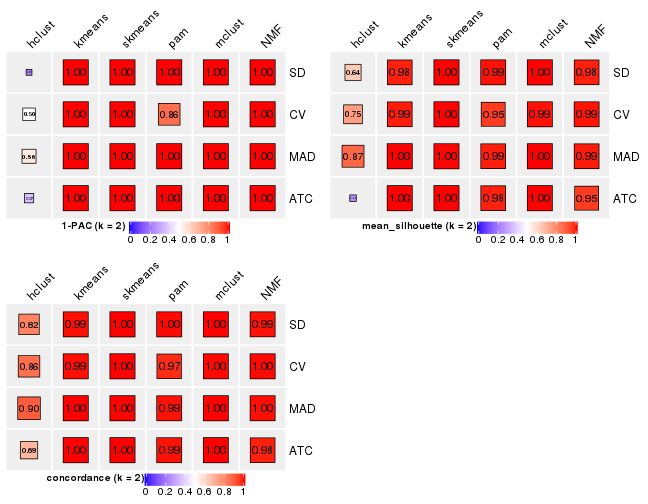 hclust kmeans skmeans pam mclust NMF
1.00 1.00 1.00 1.00 1.00 SD
0.50 1.00 1.00 0.86 1.00 1.00 CV
0.56 1.00 1.00 1.00 1.00 1.00 MAD
1.00 1.00 1.00 1.00 1.00 ATC
1-PAC (k = 2)
0 0.2 0.4 0.6 0.8 1
hclust kmeans skmeans pam mclust NMF
0.64 0.98 1.00 0.99 1.00 0.98 SD
0.75 0.99 1.00 0.95 0.99 0.99 CV
0.87 1.00 1.00 0.99 1.00 0.99 MAD
1.00 1.00 0.98 1.00 0.95 ATC
mean_silhouette (k = 2)
0 0.2 0.4 0.6 0.8 1
hclust kmeans skmeans pam mclust NMF
0.82 0.99 1.00 1.00 1.00 0.99 SD
0.86 0.99 1.00 0.97 1.00 1.00 CV
0.90 1.00 1.00 0.99 1.00 1.00 MAD
0.69 1.00 1.00 0.99 1.00 0.98 ATC
concordance (k = 2)
0 0.2 0.4 0.6 0.8 1